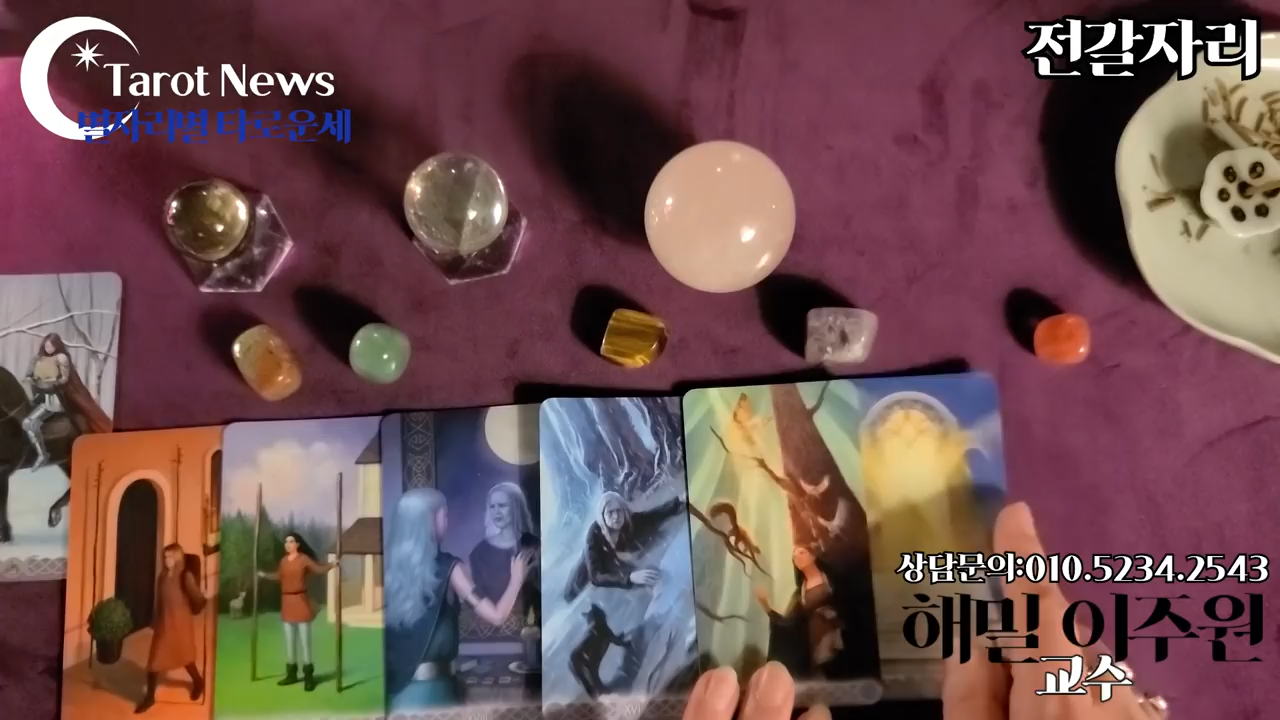 Tarot News
별자리별 타로운세
전갈자리
상담문의:010.5234.2543
해밀 이주원
교수
XVI